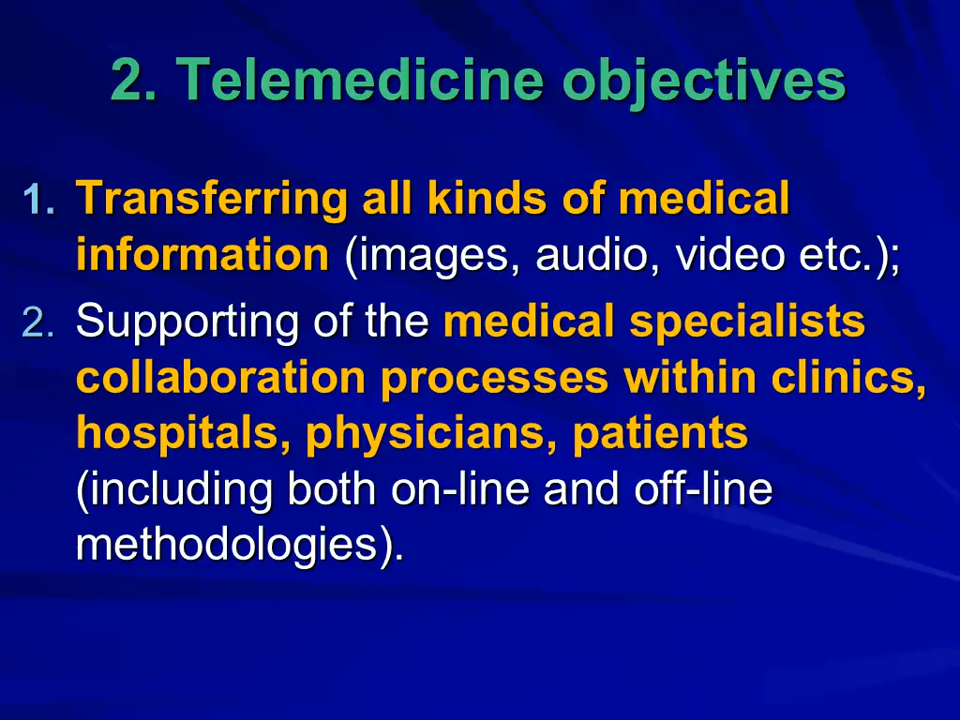 2. Telemedicine objectives
1. Transferring all kinds of medical
information (images, audio, video etc.);
2. Supporting of the medical specialists
collaboration processes within clinics,
hospitals, physicians, patients
(including both on-line and off-line
methodologies).